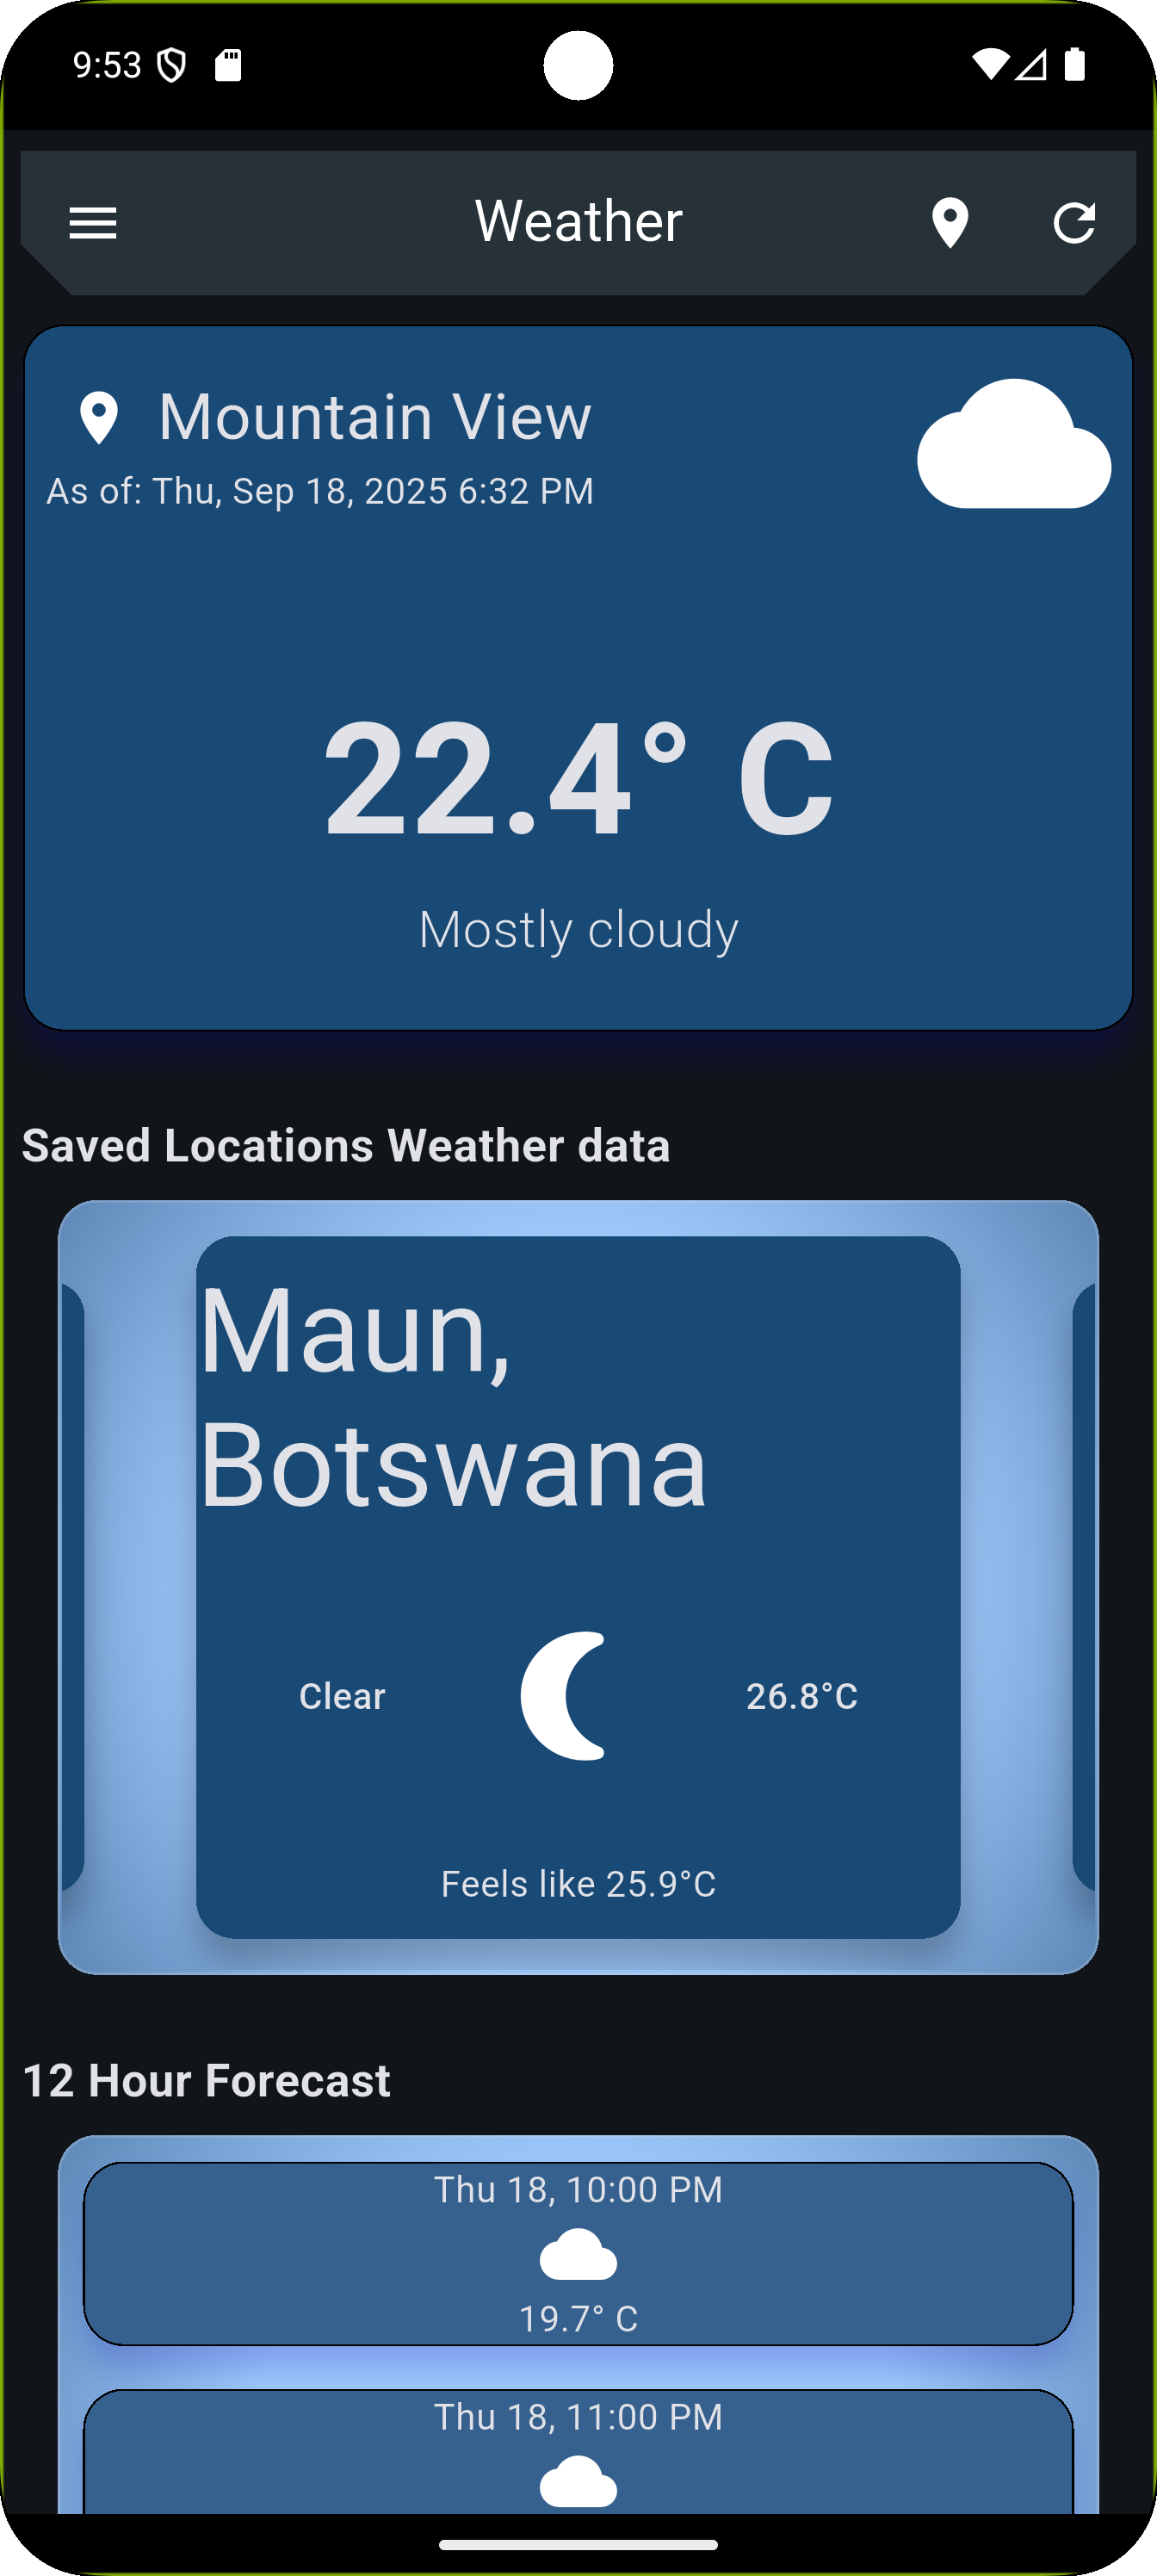 9:53
Weather
Mountain View
As of: Thu, Sep 18, 2025 6:32 PM
22.4° C
Mostly cloudy
Saved Locations Weather data
Maun,
Botswana
Clear
26.8°C
Feels like 25.9°C
12 Hour Forecast
Thu 18, 10:00 PM
19.7° C
Thu 18, 11:00 PM